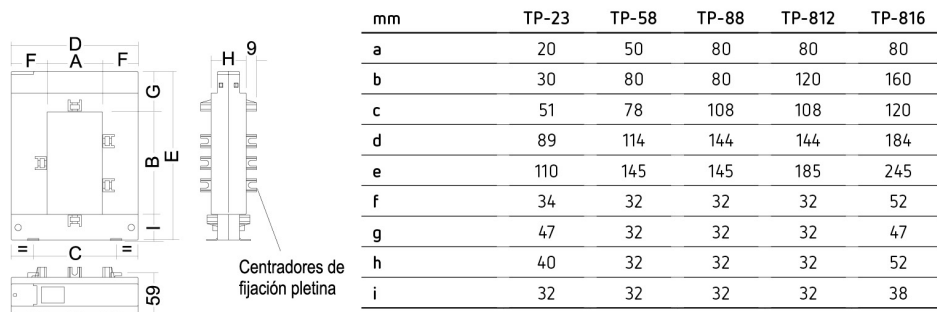 D
F A F
G
B
E
I
= C =
59
H 9
Centradores de
fijación pletina
mm TP-23 TP-58 TP-88 TP-812 TP-816
a 20 50 80 80 80
b 30 80 80 120 160
c 51 78 108 108 120
d 89 114 144 144 184
e 110 145 145 185 245
f 34 32 32 32 52
g 47 32 32 32 47
h 40 32 32 32 52
i 32 32 32 32 38